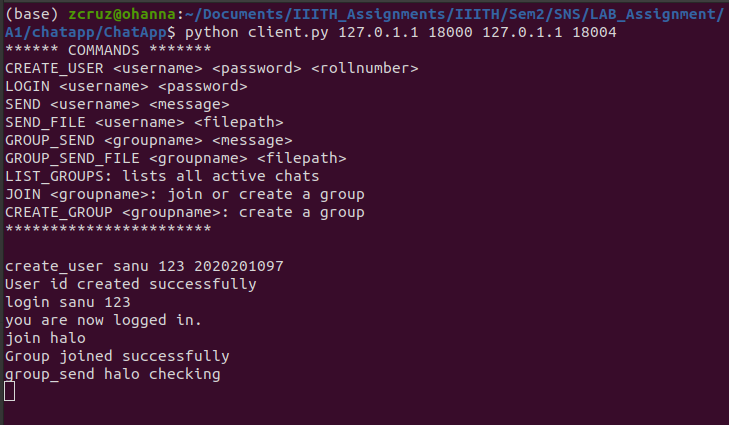 (base) zcruz@ohanna:~/Documents/IIITH_Assignments/IIITH/Sem2/SNS/LAB_Assignment/
A1/chatapp/ChatApp$ python client.py 127.0.1.1 18000 127.0.1.1 18004
****** COMMANDS *******
CREATE_USER <username> <password> <rollnumber>
LOGIN <username> <password>
SEND <username> <message>
SEND_FILE <username> <filepath>
GROUP_SEND <groupname> <message>
GROUP_SEND_FILE <groupname> <filepath>
LIST_GROUPS: lists all active chats
JOIN <groupname>: join or create a group
CREATE_GROUP <groupname>: create a group
***********************
create_user sanu 123 2020201097
User id created successfully
login sanu 123
you are now logged in.
join halo
Group joined successfully
group_send halo checking